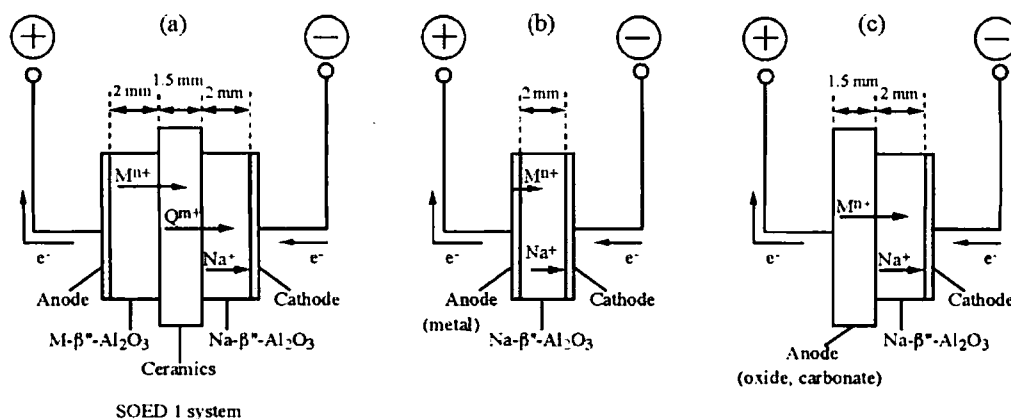 (a)
+
−
2 mm
1.5 mm
2 mm
Mⁿ⁺
Qᵐ⁺
Na⁺
e⁻
e⁻
Anode
Cathode
M-β"-Al₂O₃
Na-β"-Al₂O₃
Ceramics
SOED 1 system
(b)
+
−
2 mm
Mⁿ⁺
Na⁺
e⁻
e⁻
Anode
(metal)
Cathode
Na-β"-Al₂O₃
(c)
+
−
1.5 mm
2 mm
Mⁿ⁺
Na⁺
e⁻
e⁻
Cathode
Na-β"-Al₂O₃
Anode
(oxide, carbonate)